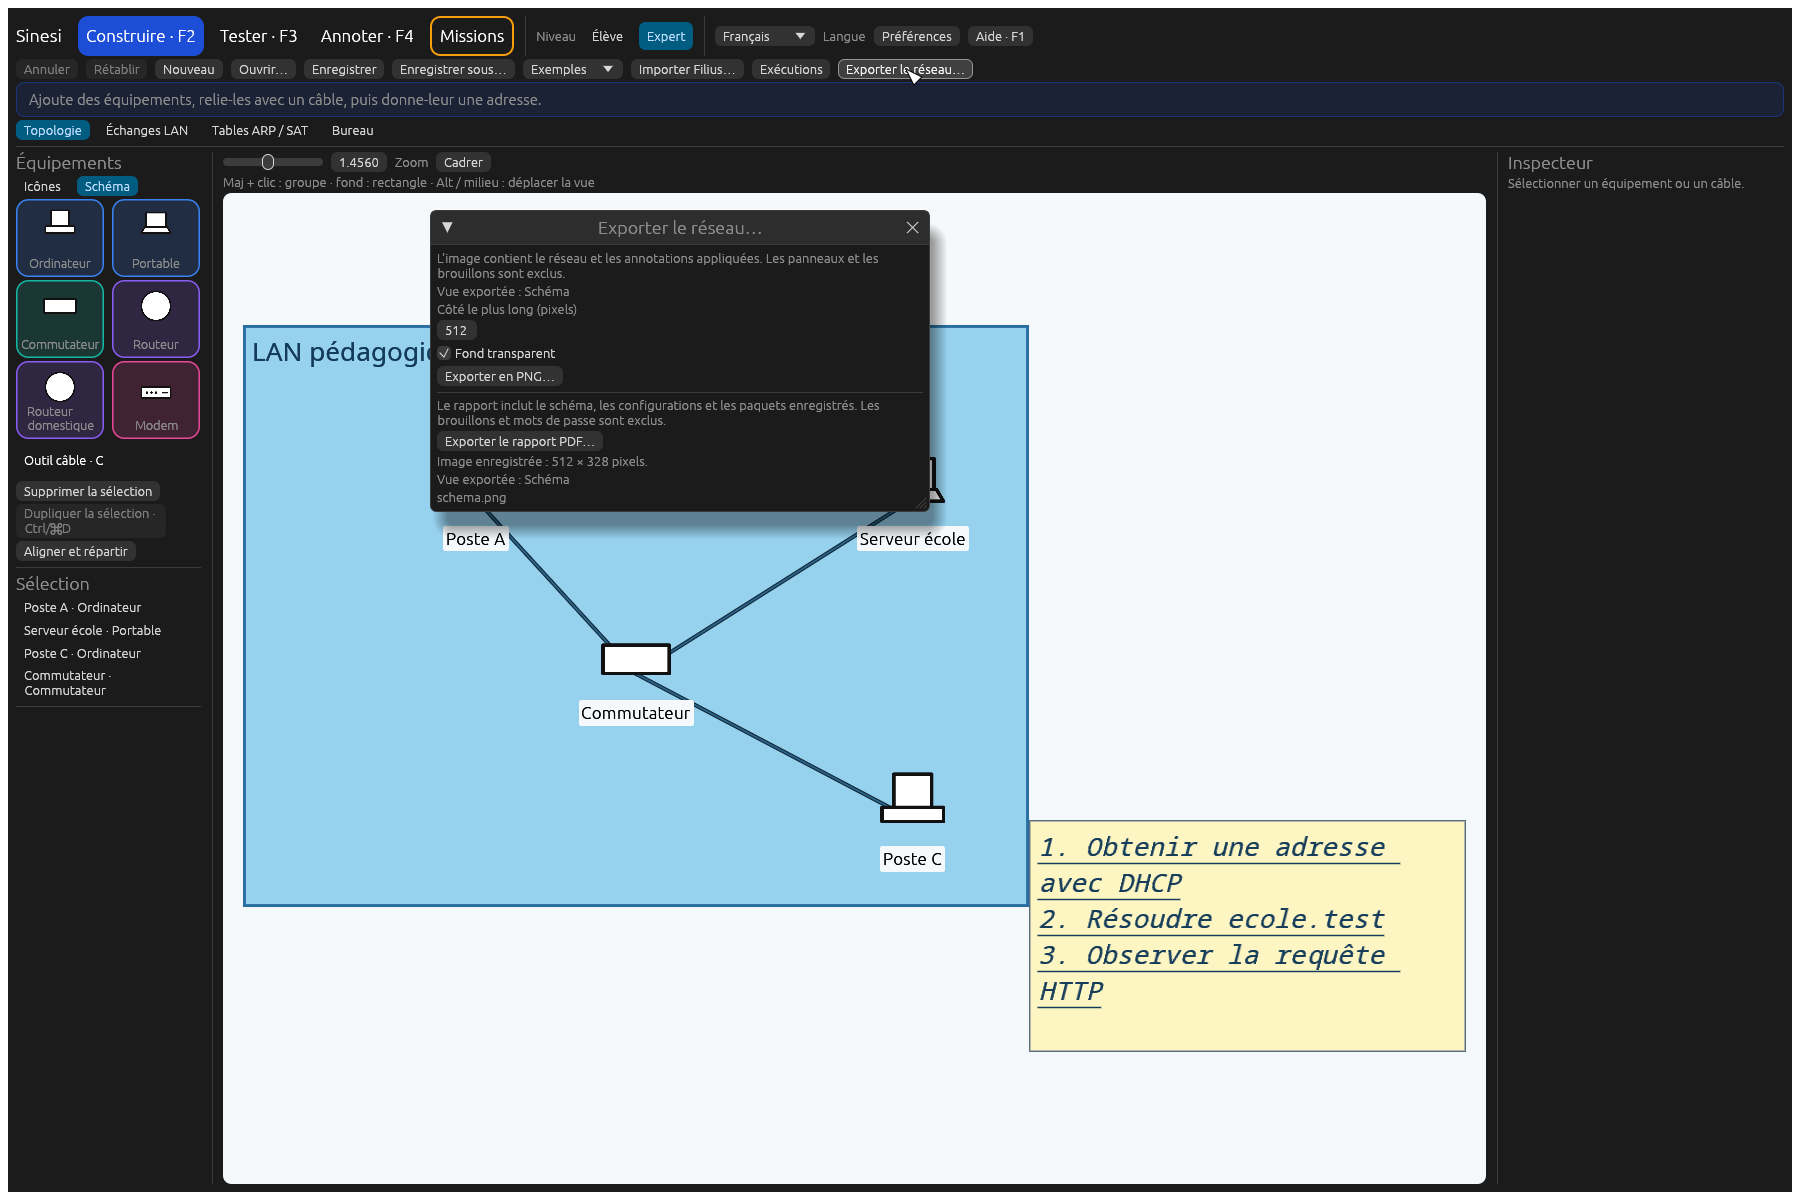 Sinesi Construire · F2 Tester · F3 Annoter · F4 Missions Niveau Élève Expert Français Langue Préférences Aide · F1
Annuler Rétablir Nouveau Ouvrir… Enregistrer Enregistrer sous… Exemples Importer Filius… Exécutions Exporter le réseau…
Ajoute des équipements, relie-les avec un câble, puis donne-leur une adresse.
Topologie Échanges LAN Tables ARP / SAT Bureau
Équipements
Icônes Schéma
Ordinateur Portable
Commutateur Routeur
Routeur domestique Modem
Outil câble · C
Supprimer la sélection
Dupliquer la sélection ·
Ctrl/⌘D
Aligner et répartir
Sélection
Poste A · Ordinateur
Serveur école · Portable
Poste C · Ordinateur
Commutateur ·
Commutateur
1.4560 Zoom Cadrer
Maj + clic : groupe · fond : rectangle · Alt / milieu : déplacer la vue
Exporter le réseau…
L’image contient le réseau et les annotations appliquées. Les panneaux et les
brouillons sont exclus.
Vue exportée : Schéma
Côté le plus long (pixels)
512
Fond transparent
Exporter en PNG…
Le rapport inclut le schéma, les configurations et les paquets enregistrés. Les
brouillons et mots de passe sont exclus.
Exporter le rapport PDF…
Image enregistrée : 512 × 328 pixels.
Vue exportée : Schéma
schema.png
LAN
Poste A
Serveur école
Commutateur
Poste C
1. Obtenir une adresse
avec DHCP
2. Résoudre ecole.test
3. Observer la requête
HTTP
Inspecteur
Sélectionner un équipement ou un câble.